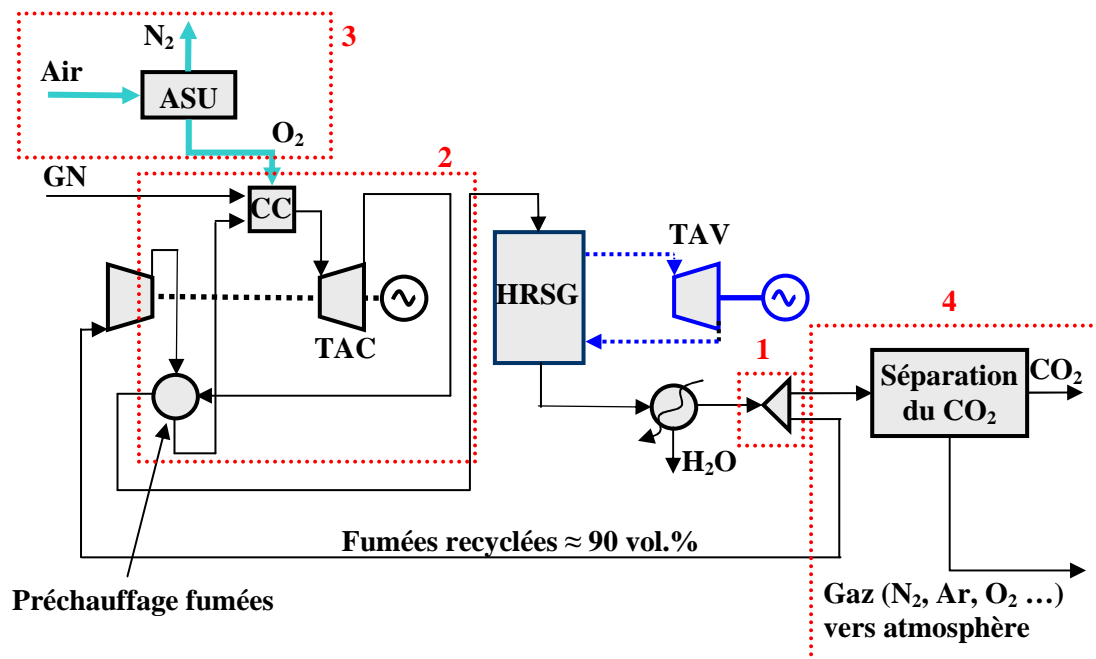 N₂
3
Air
ASU
O₂
2
GN
CC
TAC
HRSG
TAV
4
1
Séparation
du CO₂
CO₂
H₂O
Fumées recyclées ≈ 90 vol.%
Préchauffage fumées
Gaz (N₂, Ar, O₂ …)
vers atmosphère